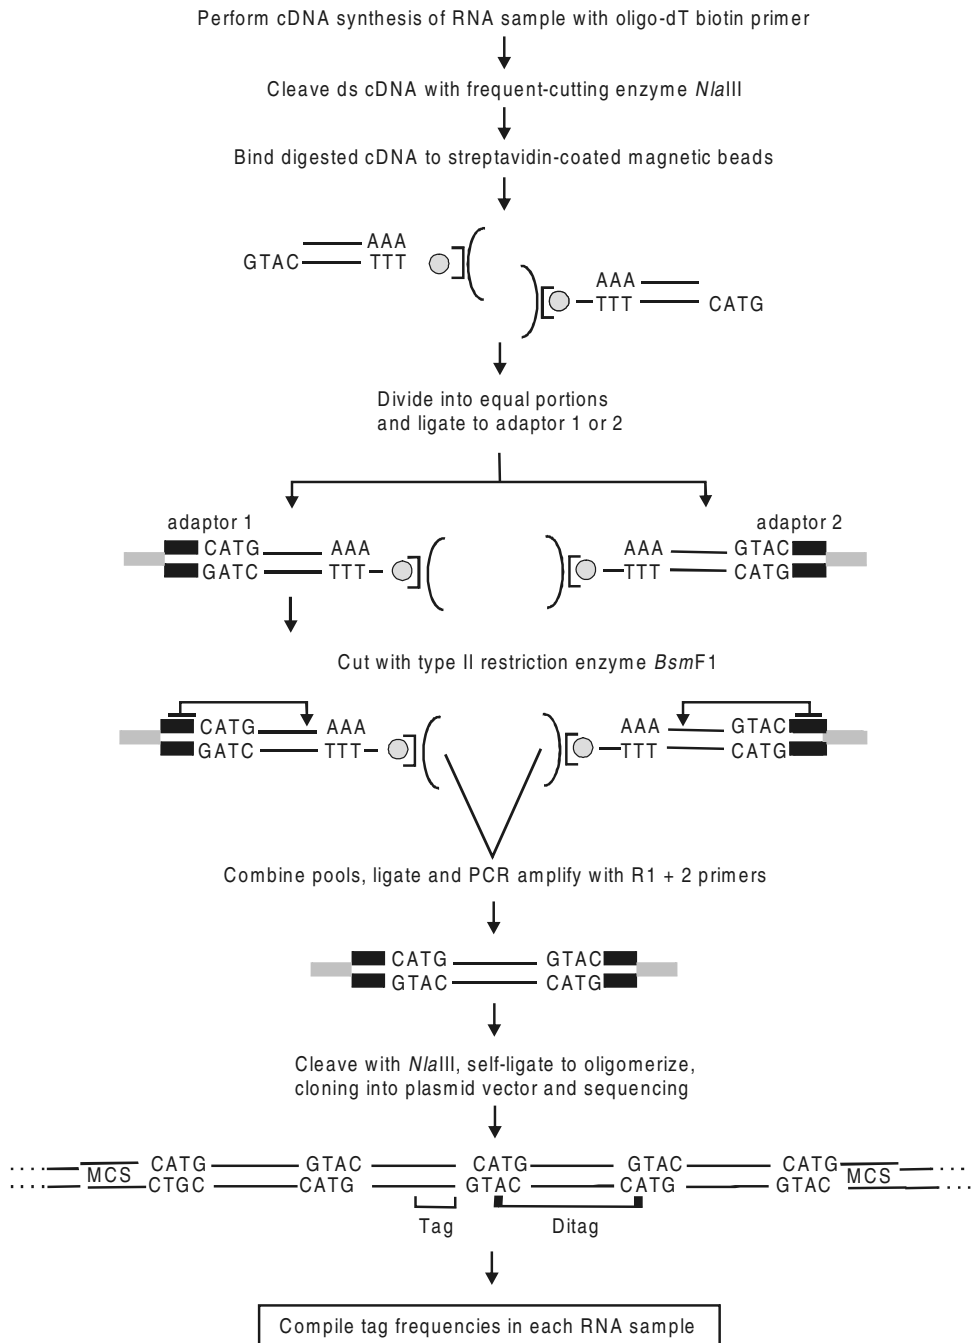 Perform cDNA synthesis of RNA sample with oligo-dT biotin primer
Cleave ds cDNA with frequent-cutting enzyme NlaIII
Bind digested cDNA to streptavidin-coated magnetic beads
AAA
GTAC TTT
AAA
TTT CATG
Divide into equal portions
and ligate to adaptor 1 or 2
adaptor 1 adaptor 2
CATG AAA AAA GTAC
GATC TTT TTT CATG
Cut with type II restriction enzyme BsmF1
CATG AAA AAA GTAC
GATC TTT TTT CATG
Combine pools, ligate and PCR amplify with R1 + 2 primers
CATG GTAC
GTAC CATG
Cleave with NlaIII, self-ligate to oligomerize,
cloning into plasmid vector and sequencing
.... MCS CATG GTAC CATG GTAC CATG MCS ...
.... CTGC CATG GTAC CATG GTAC ...
Tag Ditag
Compile tag frequencies in each RNA sample